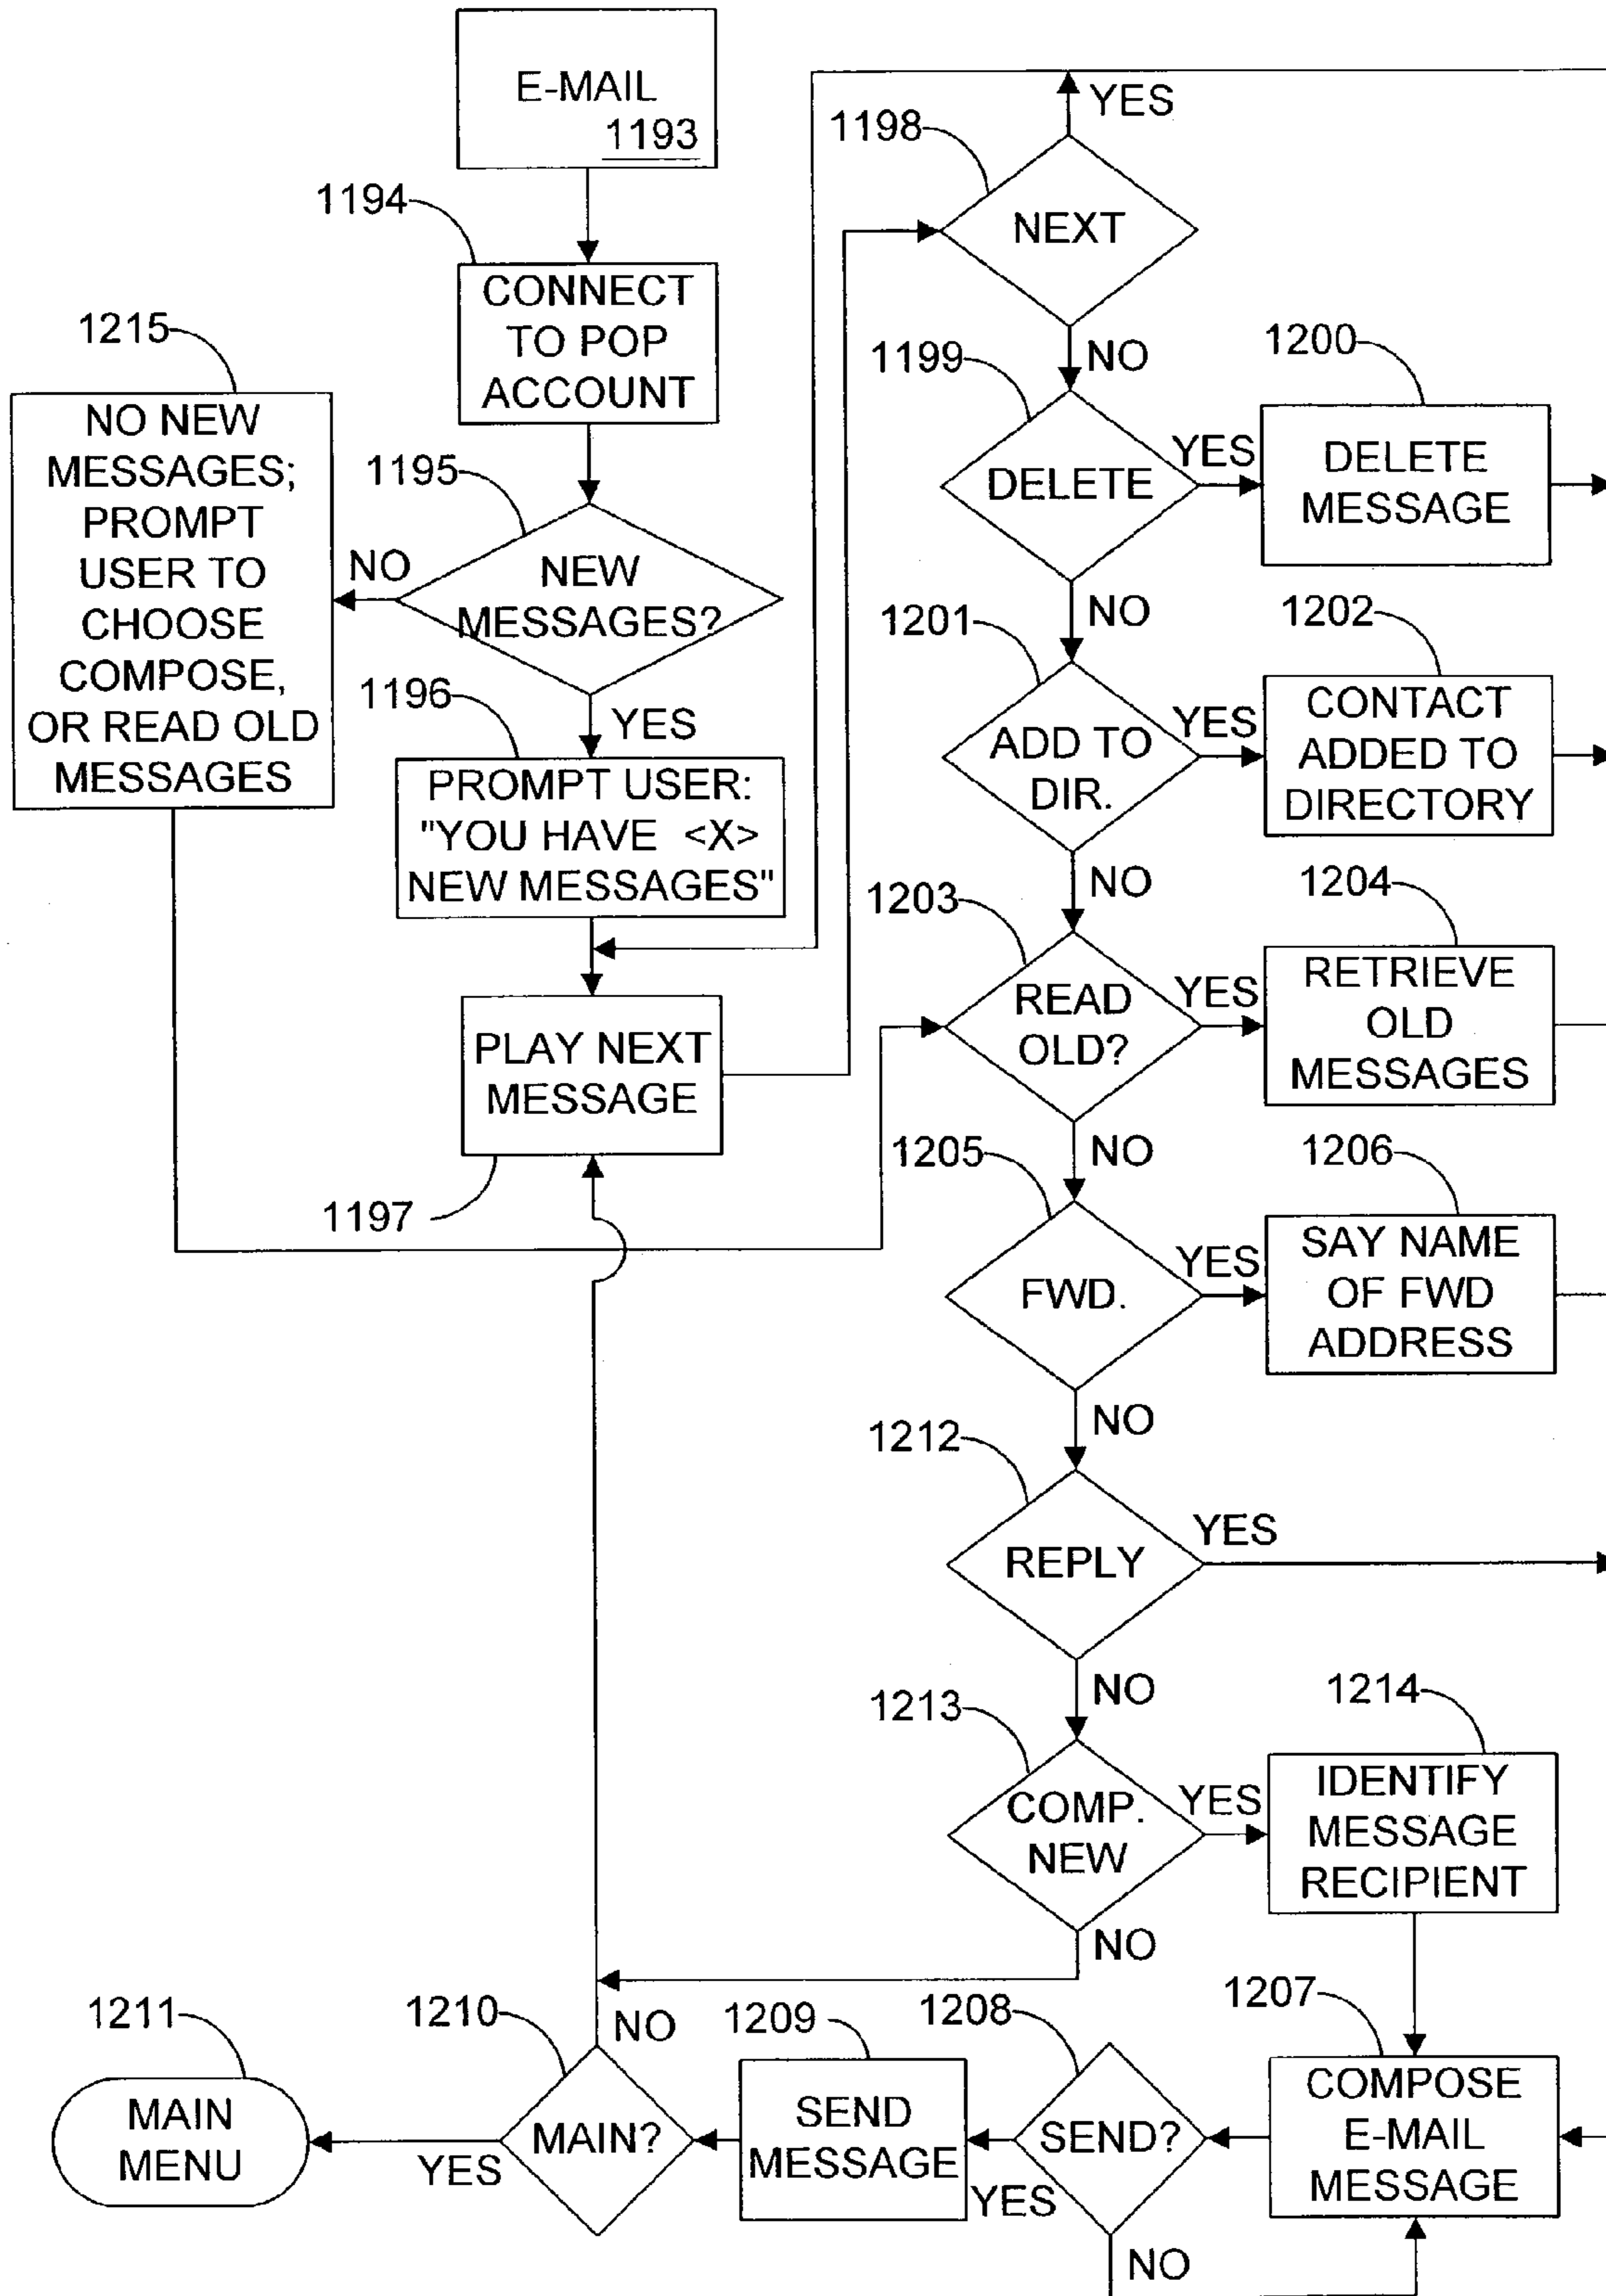 E-MAIL
1193
1194
CONNECT
TO POP
ACCOUNT
1215
NO NEW
MESSAGES;
PROMPT
USER TO
CHOOSE
COMPOSE,
OR READ OLD
MESSAGES
1195
NEW
MESSAGES?
NO
YES
1196
PROMPT USER:
"YOU HAVE <X>
NEW MESSAGES"
PLAY NEXT
MESSAGE
1197
1198
NEXT
YES
NO
1199
DELETE
YES
1200
DELETE
MESSAGE
NO
1201
ADD TO
DIR.
YES
1202
CONTACT
ADDED TO
DIRECTORY
NO
1203
READ
OLD?
YES
1204
RETRIEVE
OLD
MESSAGES
NO
1205
FWD.
YES
1206
SAY NAME
OF FWD
ADDRESS
NO
1212
REPLY
YES
NO
1213
COMP.
NEW
YES
1214
IDENTIFY
MESSAGE
RECIPIENT
NO
1207
COMPOSE
E-MAIL
MESSAGE
1208
SEND?
YES
NO
1209
SEND
MESSAGE
1210
MAIN?
NO
YES
1211
MAIN
MENU